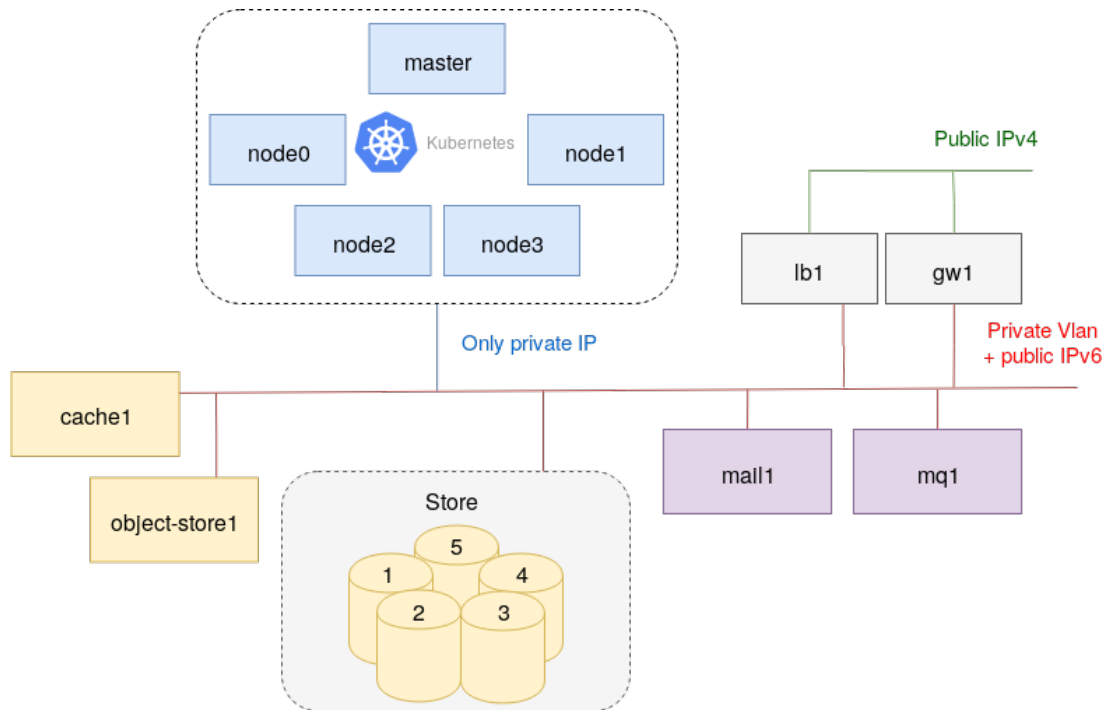 master
node0
Kubernetes
node1
node2
node3
Public IPv4
lb1
gw1
Only private IP
Private Vlan
+ public IPv6
cache1
object-store1
Store
5
1
4
2
3
mail1
mq1